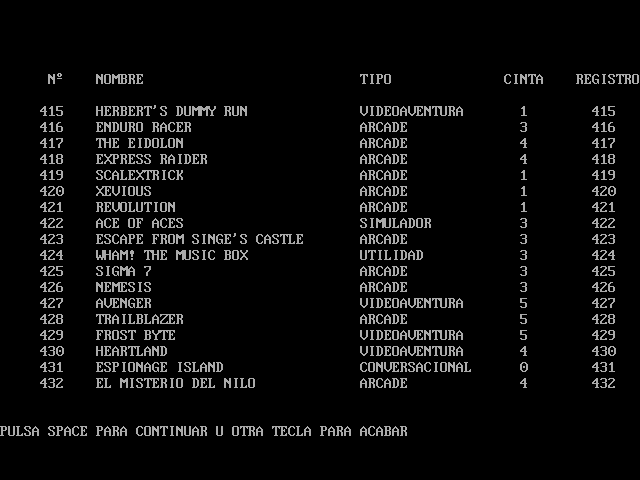 Nº NOMBRE TIPO CINTA REGISTRO
415 HERBERT'S DUMMY RUN VIDEOAVENTURA 1 415
416 ENDURO RACER ARCADE 3 416
417 THE EIDOLON ARCADE 4 417
418 EXPRESS RAIDER ARCADE 4 418
419 SCALEXTRICK ARCADE 1 419
420 XEVIOUS ARCADE 1 420
421 REVOLUTION ARCADE 1 421
422 ACE OF ACES SIMULADOR 3 422
423 ESCAPE FROM SINGE'S CASTLE ARCADE 3 423
424 WHAM! THE MUSIC BOX UTILIDAD 3 424
425 SIGMA 7 ARCADE 3 425
426 NEMESIS ARCADE 3 426
427 AVENGER VIDEOAVENTURA 5 427
428 TRAILBLAZER ARCADE 5 428
429 FROST BYTE VIDEOAVENTURA 5 429
430 HEARTLAND VIDEOAVENTURA 4 430
431 ESPIONAGE ISLAND CONVERSACIONAL 0 431
432 EL MISTERIO DEL NILO ARCADE 4 432
PULSA SPACE PARA CONTINUAR U OTRA TECLA PARA ACABAR